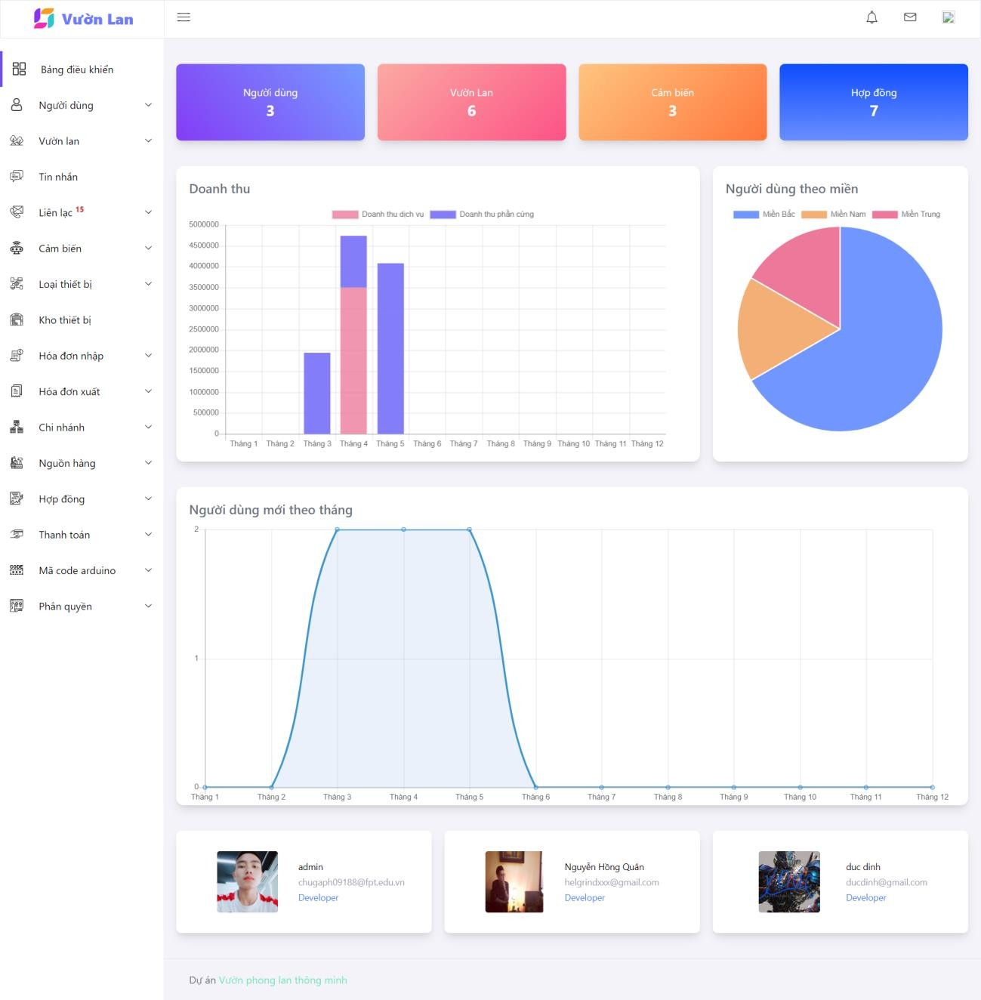 Vườn Lan
Bảng điều khiển
Người dùng
Vườn lan
Tin nhắn
Liên lạc 15
Cảm biến
Loại thiết bị
Kho thiết bị
Hóa đơn nhập
Hóa đơn xuất
Chi nhánh
Nguồn hàng
Hợp đồng
Thanh toán
CODE
Mã code arduino
Phân quyền
Người dùng
3
Vườn Lan
6
Cảm biến
3
Hợp đồng
7
Doanh thu
Doanh thu dịch vụ Doanh thu phần cứng
5000000
4500000
4000000
3500000
3000000
2500000
2000000
1500000
1000000
500000
0
Tháng 1 Tháng 2 Tháng 3 Tháng 4 Tháng 5 Tháng 6 Tháng 7 Tháng 8 Tháng 9 Tháng 10 Tháng 11 Tháng 12
Người dùng theo miền
Miền Bắc Miền Nam Miền Trung
Người dùng mới theo tháng
2
1
0
Tháng 1 Tháng 2 Tháng 3 Tháng 4 Tháng 5 Tháng 6 Tháng 7 Tháng 8 Tháng 9 Tháng 10 Tháng 11 Tháng 12
admin
chugaph09188@fpt.edu.vn
Developer
Nguyễn Hồng Quân
helgrindxxx@gmail.com
Developer
duc dinh
ducdinh@gmail.com
Developer
Dự án Vườn phong lan thông minh